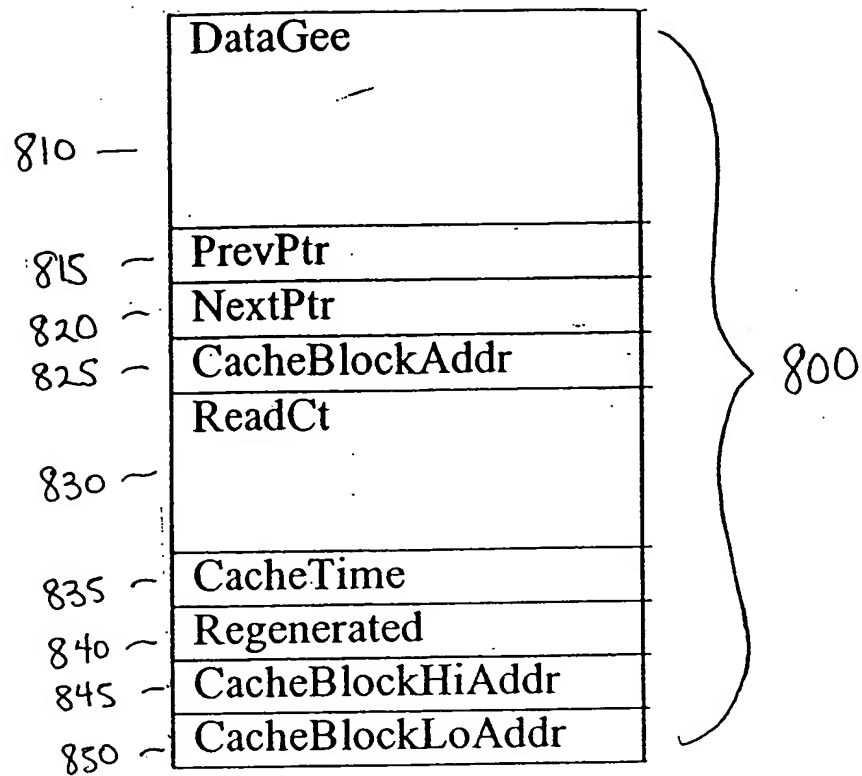 DataGee
810
815 PrevPtr
820 NextPtr
825 CacheBlockAddr
800
ReadCt
830
835 CacheTime
840 Regenerated
845 CacheBlockHiAddr
850 CacheBlockLoAddr